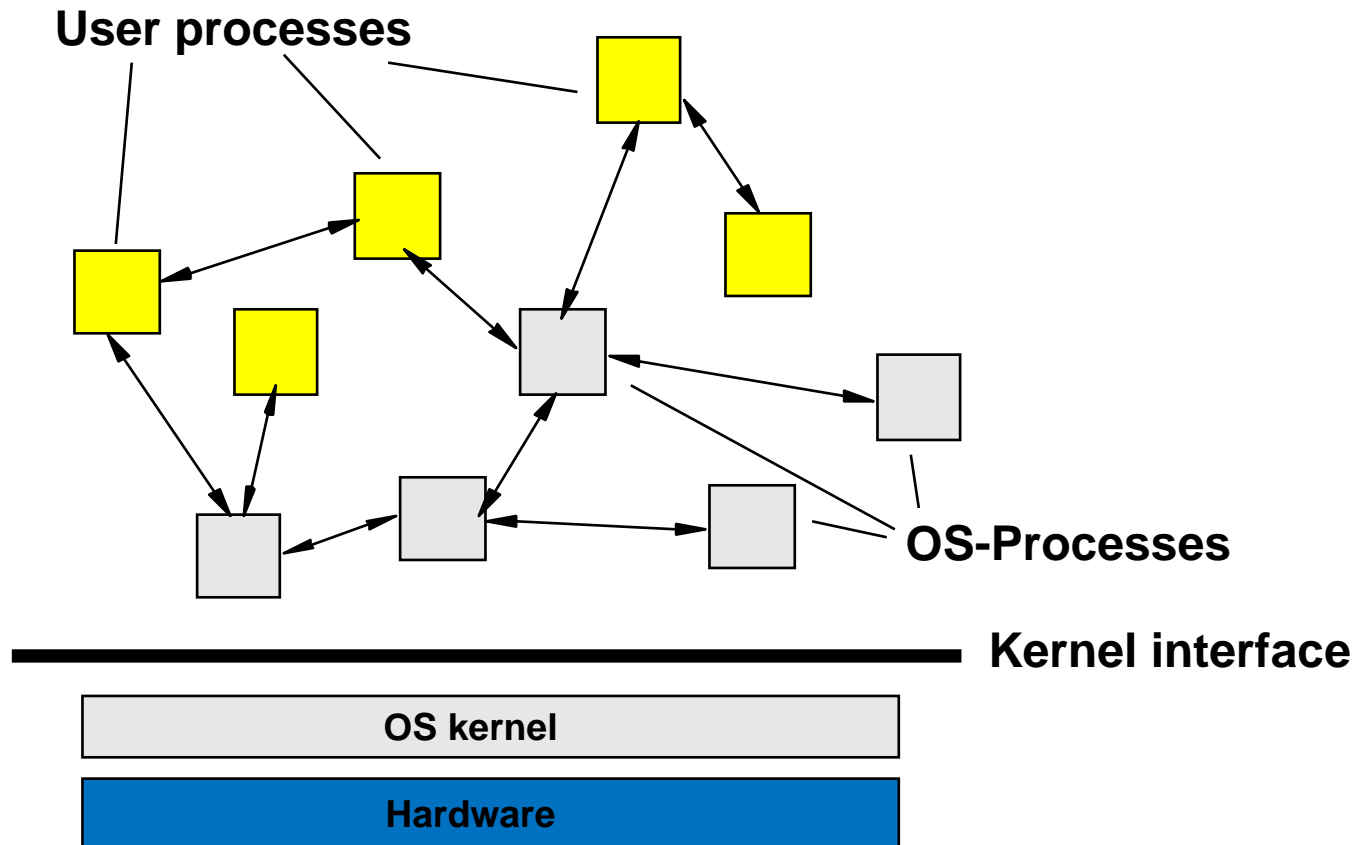 User processes
OS-Processes
Kernel interface
OS kernel
Hardware